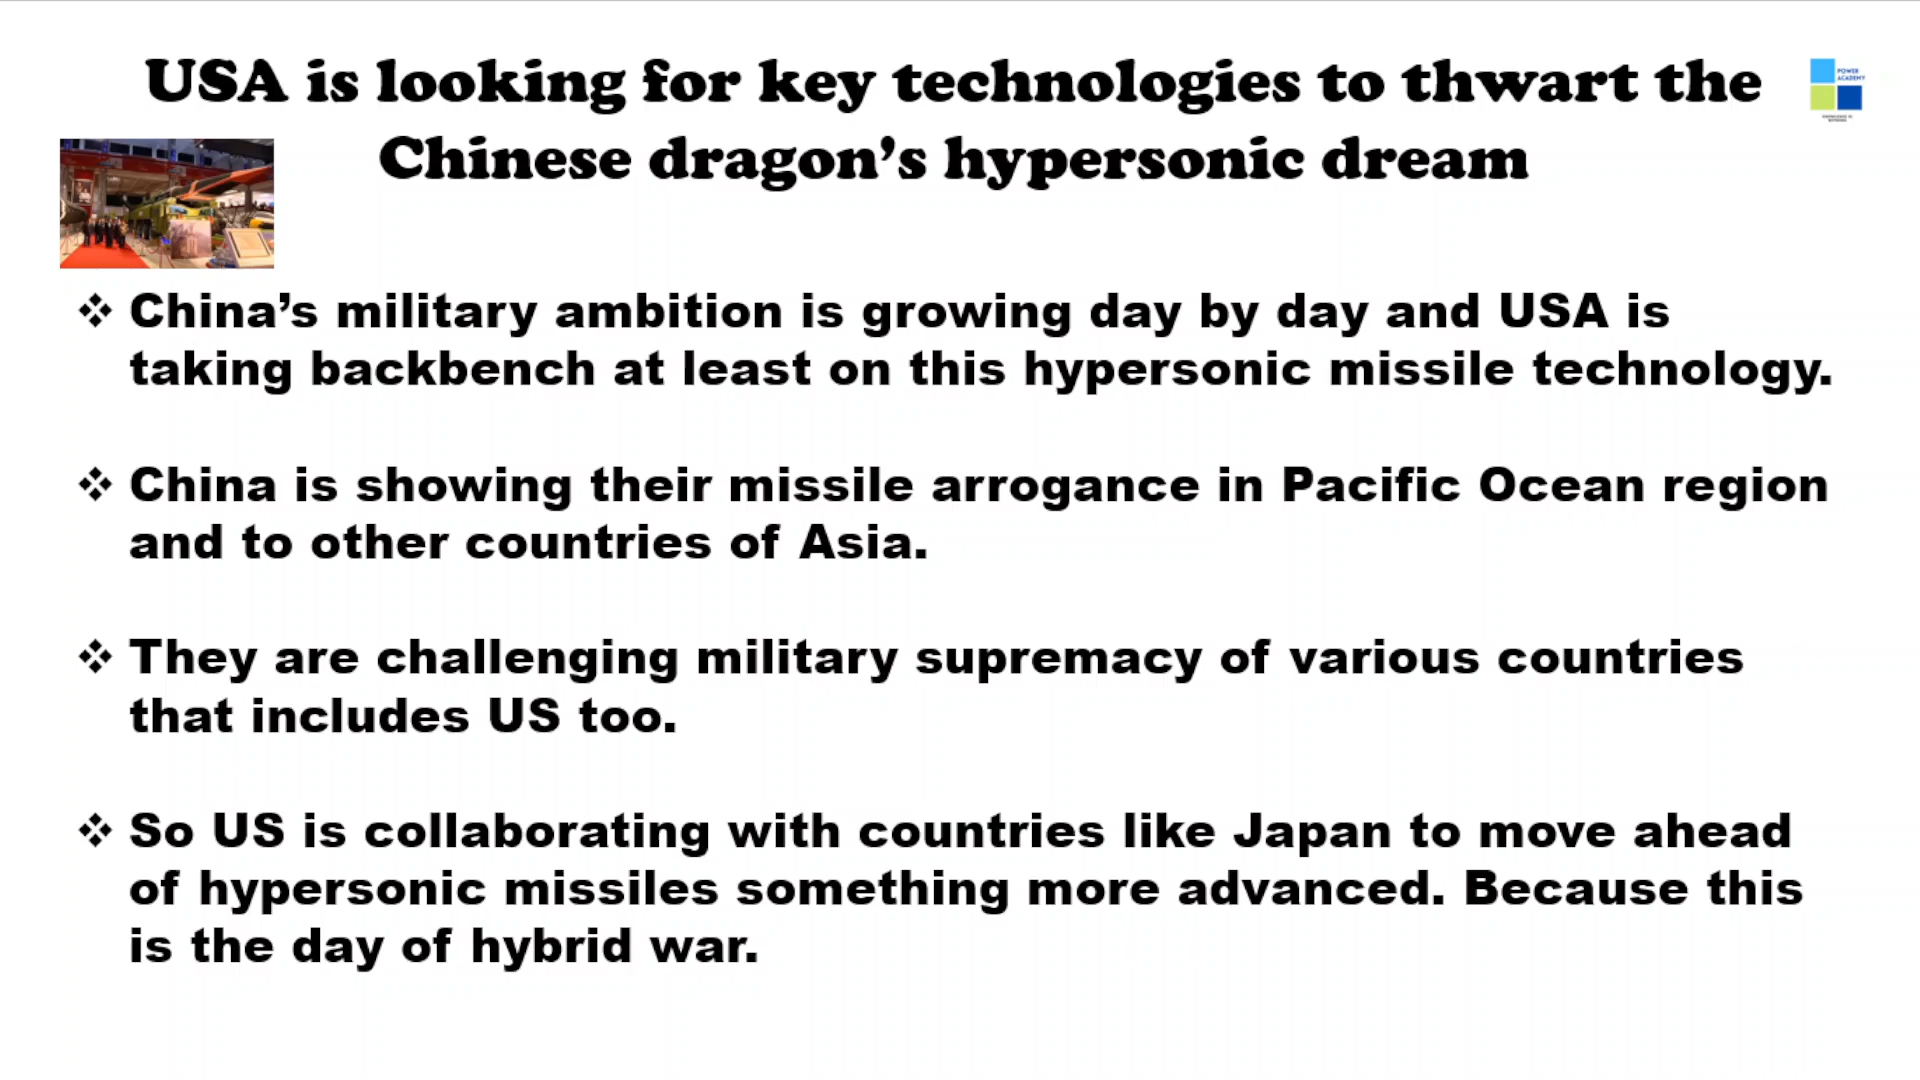 USA is looking for key technologies to thwart the
Chinese dragon’s hypersonic dream
POWER
ACADEMY
❖ China’s military ambition is growing day by day and USA is
taking backbench at least on this hypersonic missile technology.
❖ China is showing their missile arrogance in Pacific Ocean region
and to other countries of Asia.
❖ They are challenging military supremacy of various countries
that includes US too.
❖ So US is collaborating with countries like Japan to move ahead
of hypersonic missiles something more advanced. Because this
is the day of hybrid war.